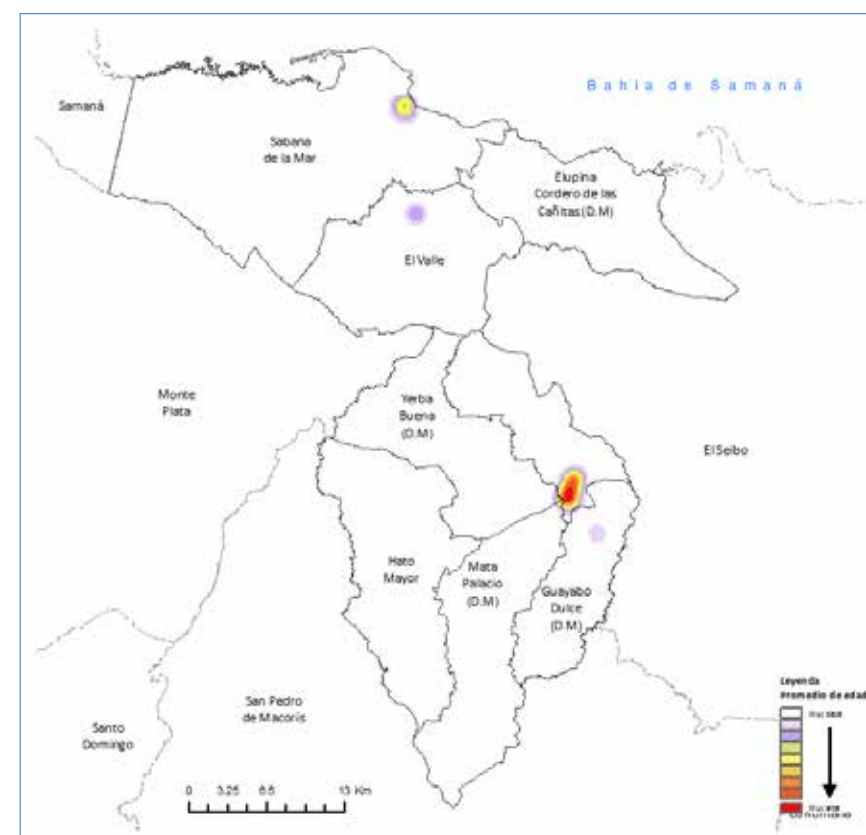 Bahía de Samaná
Samaná
Sabana
de la Mar
Elupina
Cordero de las
Cañitas (D.M)
El Valle
Monte
Plata
Yerba
Buena
(D.M)
El Seibo
Hato
Mayor
Mata
Palacio
(D.M)
Guayabo
Dulce
(D.M)
San Pedro
de Macorís
Santo
Domingo
Leyenda
Promedio de edad
0 3.25 6.5 13 Km